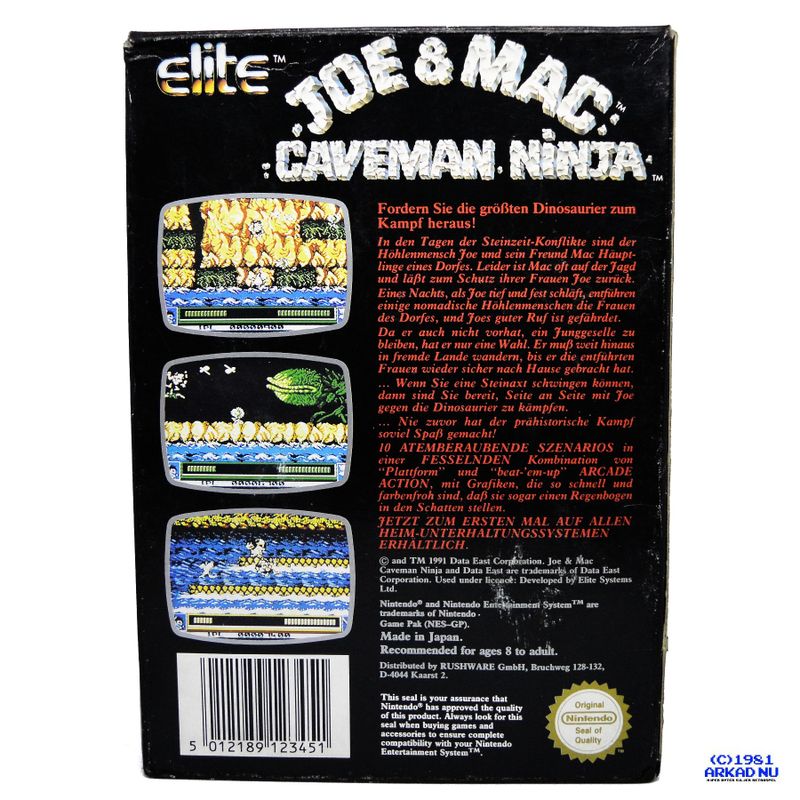 elite™
JOE & MAC™
CAVEMAN NINJA™
Fordern Sie die größten Dinosaurier zum
Kampf heraus!
In den Tagen der Steinzeit-Konflikte sind der
Höhlenmensch Joe und sein Freund Mac Häupt-
linge eines Dorfes. Leider ist Mac oft auf der Jagd
und läßt zum Schutz ihrer Frauen Joe zurück.
Eines Nachts, als Joe tief und fest schläft, entführen
einige nomadische Höhlenmenschen die Frauen
des Dorfes, und Joes guter Ruf ist gefährdet.
Da er auch nicht vorhat, ein Junggeselle zu
bleiben, hat er nur eine Wahl. Er muß weit hinaus
in fremde Lande wandern, bis er die entführten
Frauen wieder sicher nach Hause gebracht hat.
... Wenn Sie eine Steinaxt schwingen können,
dann sind Sie bereit, Seite an Seite mit Joe
gegen die Dinosaurier zu kämpfen.
... Nie zuvor hat der prähistorische Kampf
soviel Spaß gemacht!
10 ATEMBERAUBENDE SZENARIOS in
einer FESSELNDEN Kombination von
"Plattform" und "beat-'em-up" ARCADE
ACTION, mit Grafiken, die so schnell und
farbenfroh sind, daß sie sogar einen Regenbogen
in den Schatten stellen.
JETZT ZUM ERSTEN MAL AUF ALLEN
HEIM-UNTERHALTUNGSSYSTEMEN
ERHÄLTLICH.
© and TM 1991 Data East Corporation. Joe & Mac
Caveman Ninja and Data East are trademarks of Data East
Corporation. Used under licence: Developed by Elite Systems
Ltd.
Nintendo® and Nintendo Entertainment System™ are
trademarks of Nintendo.
Game Pak (NES-GP).
Made in Japan.
Recommended for ages 8 to adult.
Distributed by RUSHWARE GmbH, Bruchweg 128-132,
D-4044 Kaarst 2.
This seal is your assurance that
Nintendo® has approved the quality
of this product. Always look for this
seal when buying games and
accessories to ensure complete
compatibility with your Nintendo
Entertainment System™.
Original
Nintendo
Seal of
Quality
™
5 012189 123451
(C)1981
ARKAD NU